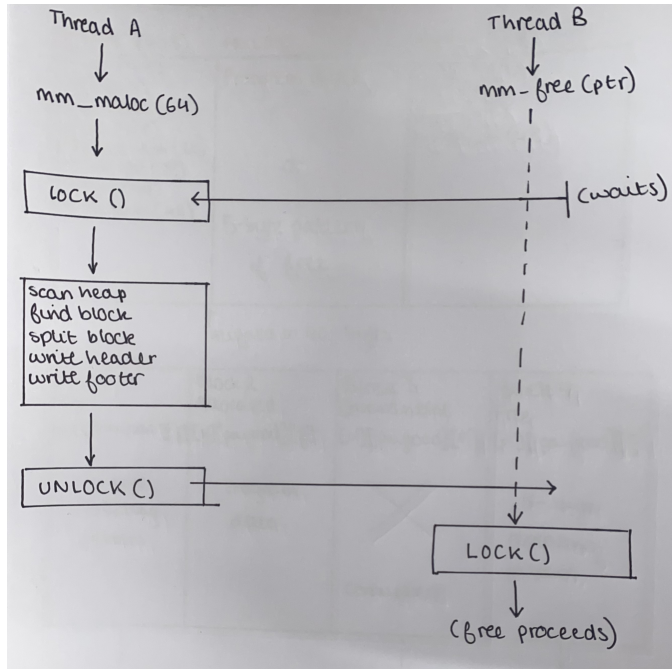 Thread A
Thread B
mm_maloc (64)
mm_free (ptr)
LOCK ()
(waits)
scan heap
find block
split block
write header
write footer
UNLOCK ()
LOCK ()
(free proceeds)